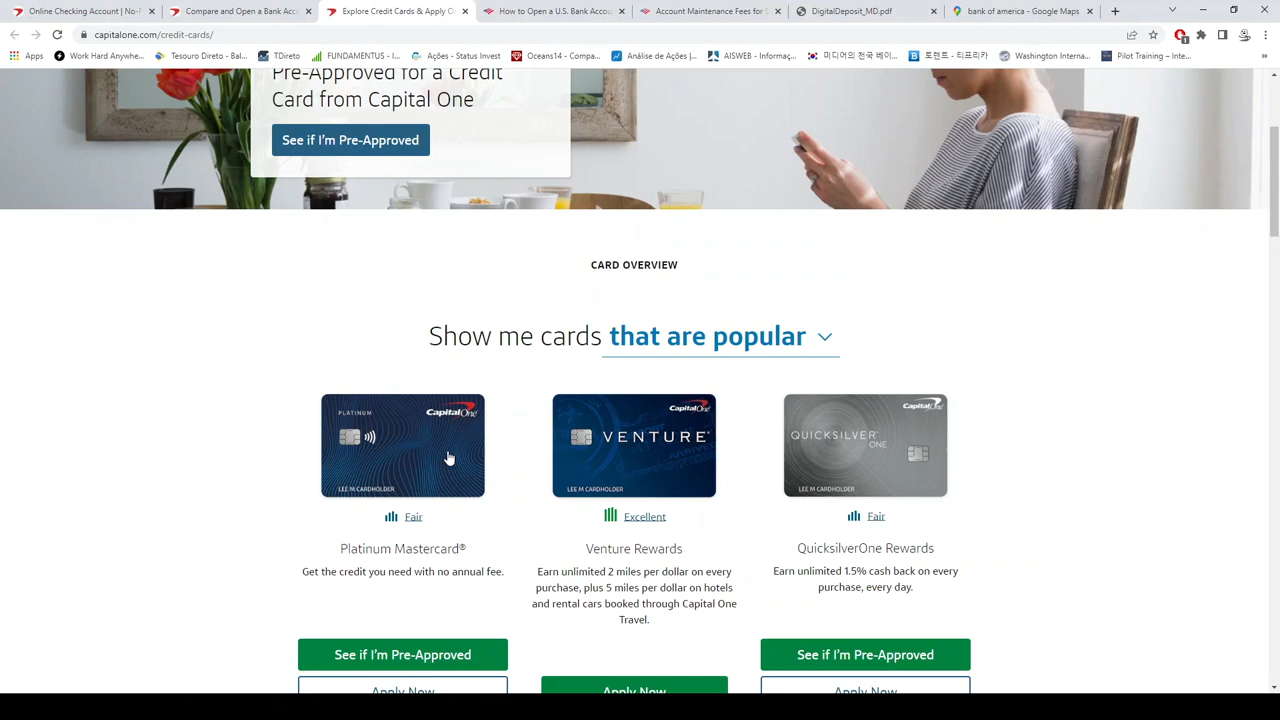 Online Checking Account | No-F
Compare and Open a Bank Acco
Explore Credit Cards & Apply O
How to Open a U.S. Bank Accou
Account Maintenance Fees for S
DigitalDeposit_MD.pdf
bank of america - Google Maps
capitalone.com/credit-cards/
1
Apps
Work Hard Anywhe...
Tesouro Direto - Bal...
TDireto
FUNDAMENTUS - I...
Ações - Status Invest
Oceans14 - Compa...
Análise de Ações |...
AISWEB - Informaç...
미디어의 천국 베이...
토렌트 - 티프리카
Washington Interna...
Pilot Training – Inte...
»
Pre-Approved for a Credit
Card from Capital One
See if I'm Pre-Approved
CARD OVERVIEW
Show me cards that are popular
PLATINUM
Capital One
LEE M CARDHOLDER
Capital One
VENTURE®
LEE M CARDHOLDER
Capital One
QUICKSILVER
ONE
LEE M CARDHOLDER
Fair
Excellent
Fair
Platinum Mastercard®
Get the credit you need with no annual fee.
Venture Rewards
Earn unlimited 2 miles per dollar on every
purchase, plus 5 miles per dollar on hotels
and rental cars booked through Capital One
Travel.
QuicksilverOne Rewards
Earn unlimited 1.5% cash back on every
purchase, every day.
See if I'm Pre-Approved
See if I'm Pre-Approved
Apply Now
Apply Now
Apply Now